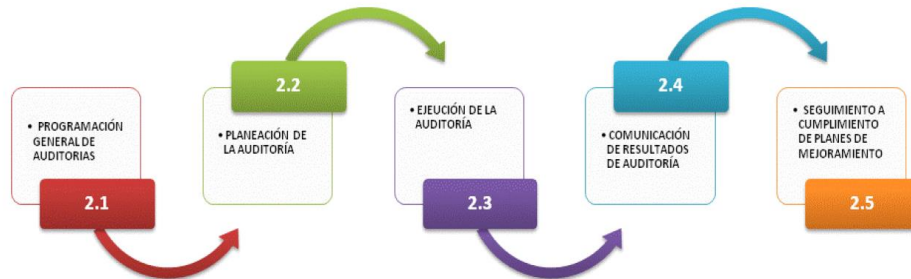 • PROGRAMACIÓN
GENERAL DE
AUDITORIAS
2.1
2.2
• PLANEACIÓN DE
LA AUDITORÍA
• EJECUCIÓN DE LA
AUDITORÍA
2.3
2.4
• COMUNICACIÓN
DE RESULTADOS
DE AUDITORÍA
• SEGUIMIENTO A
CUMPLIMIENTO
DE PLANES DE
MEJORAMIENTO
2.5